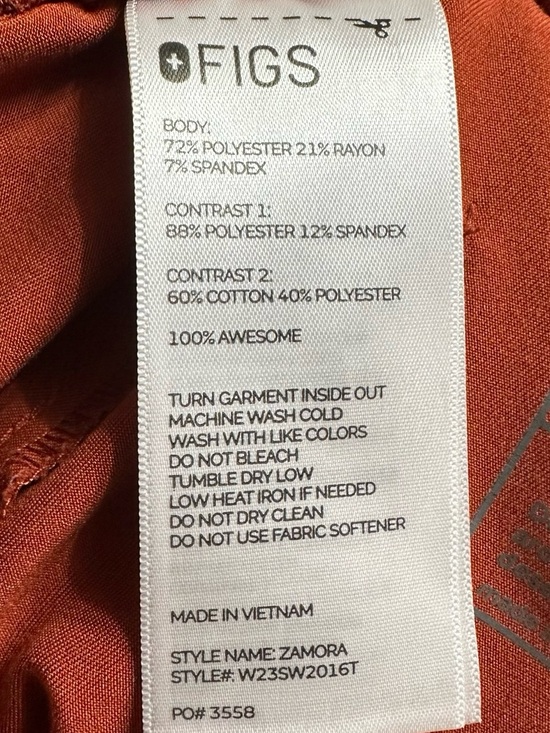 FIGS
BODY:
72% POLYESTER 21% RAYON
7% SPANDEX
CONTRAST 1:
88% POLYESTER 12% SPANDEX
CONTRAST 2:
60% COTTON 40% POLYESTER
100% AWESOME
TURN GARMENT INSIDE OUT
MACHINE WASH COLD
WASH WITH LIKE COLORS
DO NOT BLEACH
TUMBLE DRY LOW
LOW HEAT IRON IF NEEDED
DO NOT DRY CLEAN
DO NOT USE FABRIC SOFTENER
MADE IN VIETNAM
STYLE NAME: ZAMORA
STYLE#: W23SW2016T
PO# 3558